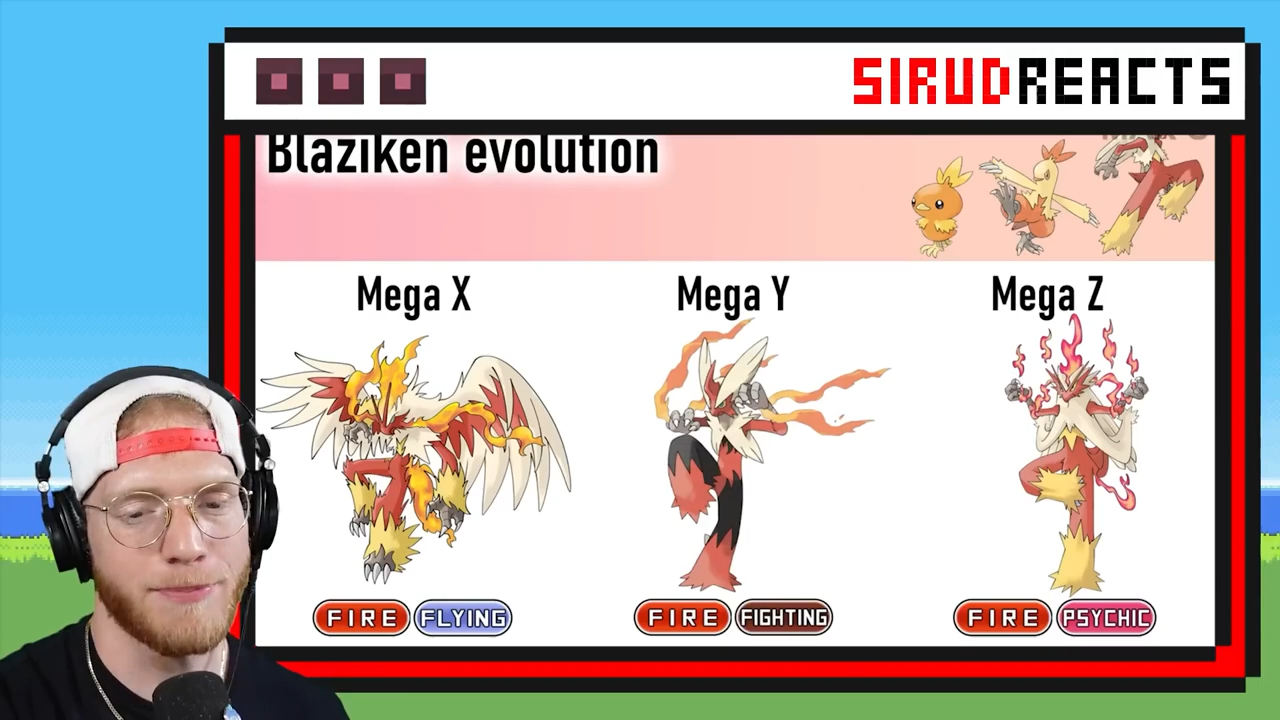 SIRUDREACTS
Blaziken evolution
Mega X
Mega Y
Mega Z
FIRE FLYING
FIRE FIGHTING
FIRE PSYCHIC